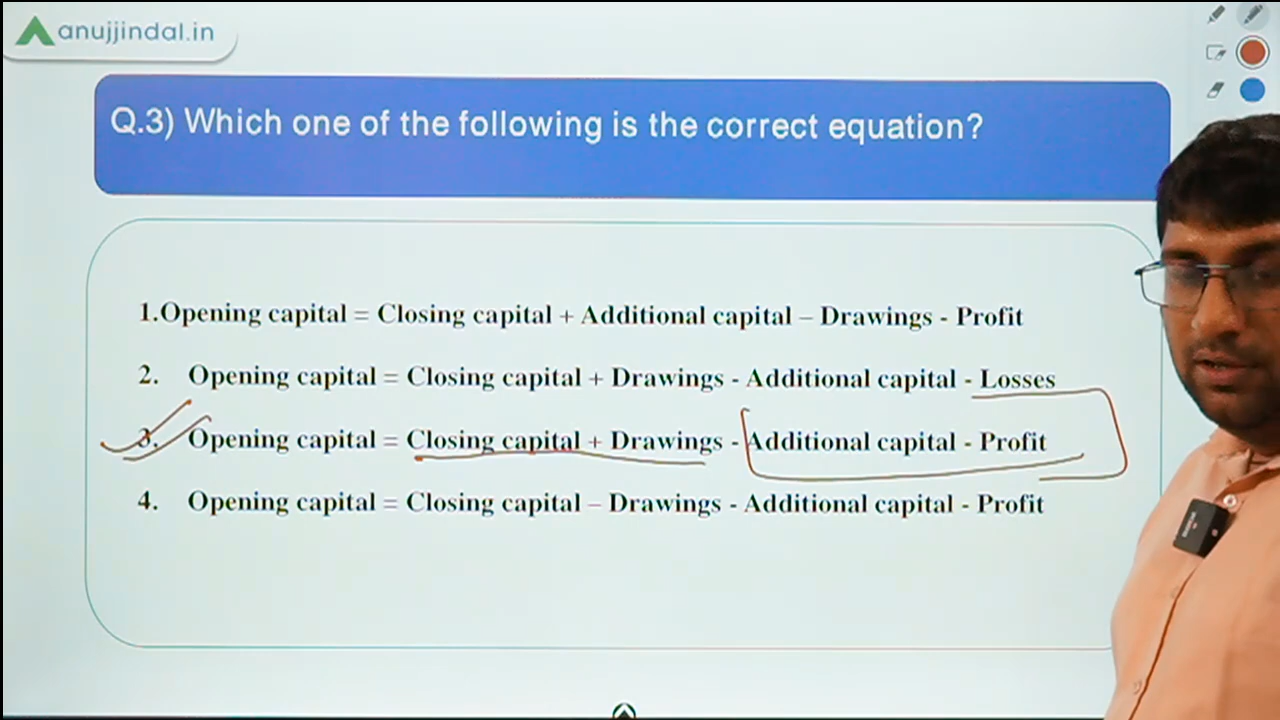 anujjindal.in
Q.3) Which one of the following is the correct equation?
1.Opening capital = Closing capital + Additional capital – Drawings - Profit
2. Opening capital = Closing capital + Drawings - Additional capital - Losses
3. Opening capital = Closing capital + Drawings - Additional capital - Profit
4. Opening capital = Closing capital – Drawings - Additional capital - Profit